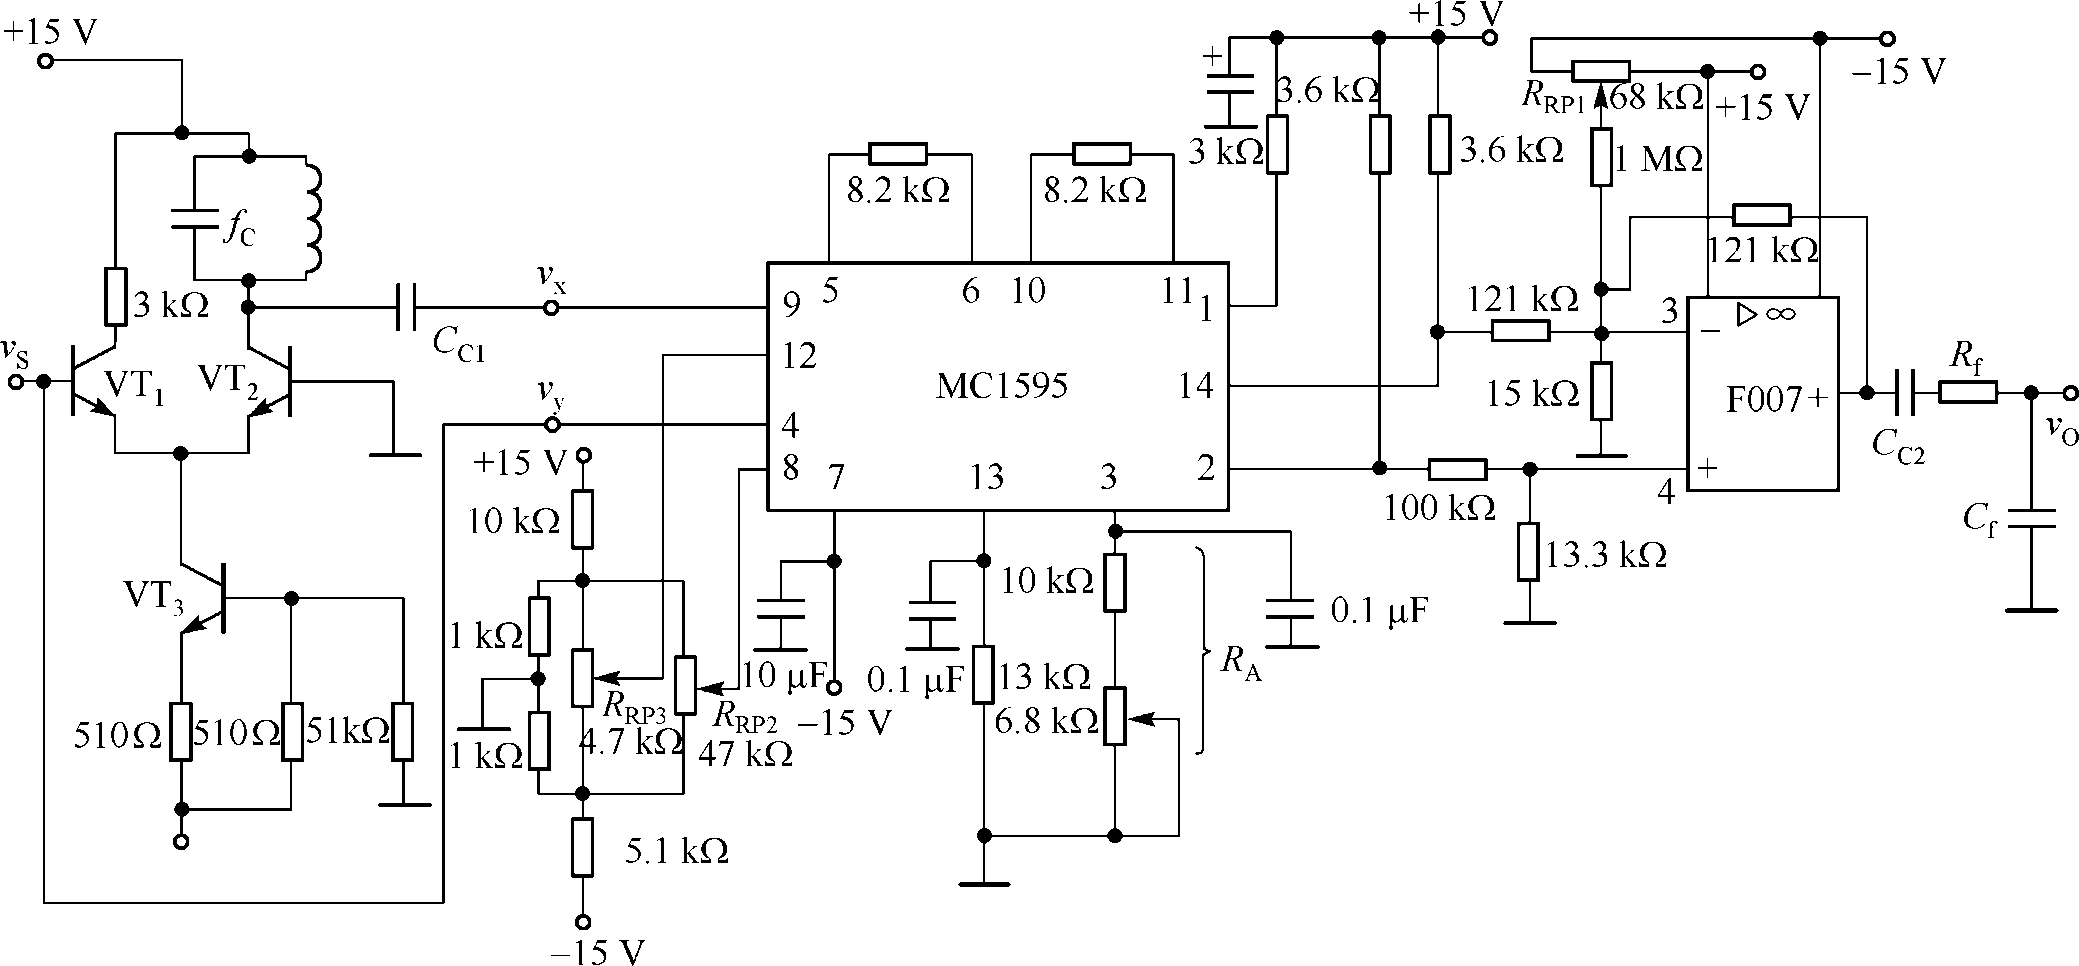 +15 V
f_C
3 kΩ
v_S
VT_1
VT_2
C_C1
v_x
v_y
VT_3
510Ω
510Ω
51kΩ
+15 V
10 kΩ
1 kΩ
1 kΩ
R_RP3
4.7 kΩ
R_RP2
47 kΩ
5.1 kΩ
−15 V
8.2 kΩ
8.2 kΩ
5
6
10
11
9
12
4
8
7
13
3
1
14
2
MC1595
10 μF
−15 V
0.1 μF
13 kΩ
10 kΩ
6.8 kΩ
R_A
0.1 μF
+15 V
+
3 kΩ
3.6 kΩ
3.6 kΩ
121 kΩ
100 kΩ
13.3 kΩ
15 kΩ
R_RP1
68 kΩ
+15 V
−15 V
1 MΩ
121 kΩ
3
4
▷∞
−
F007
+
+
C_C2
R_f
v_O
C_f